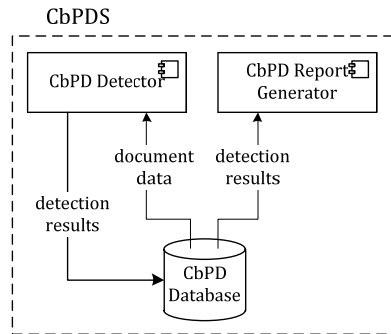 CbPDS
CbPD Detector
CbPD Report
Generator
document
data
detection
results
detection
results
CbPD
Database